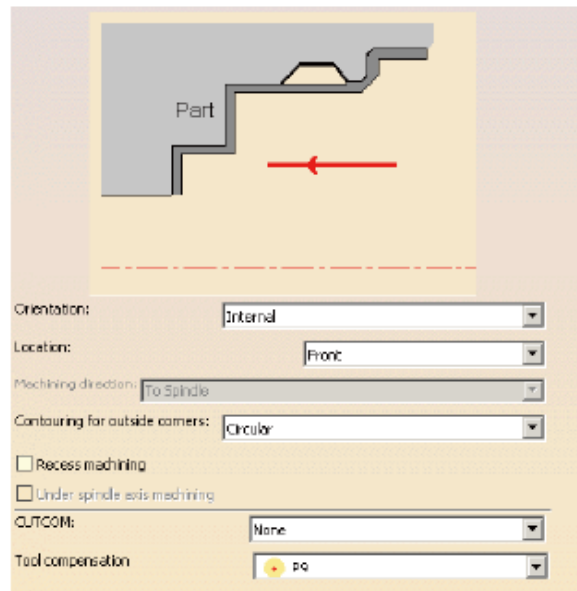 Part
Orientation: Internal
Location: Front
Machining direction: To Spindle
Contouring for outside corners: Circular
Recess machining
Under spindle axis machining
CUTCOM: None
Tool compensation P9